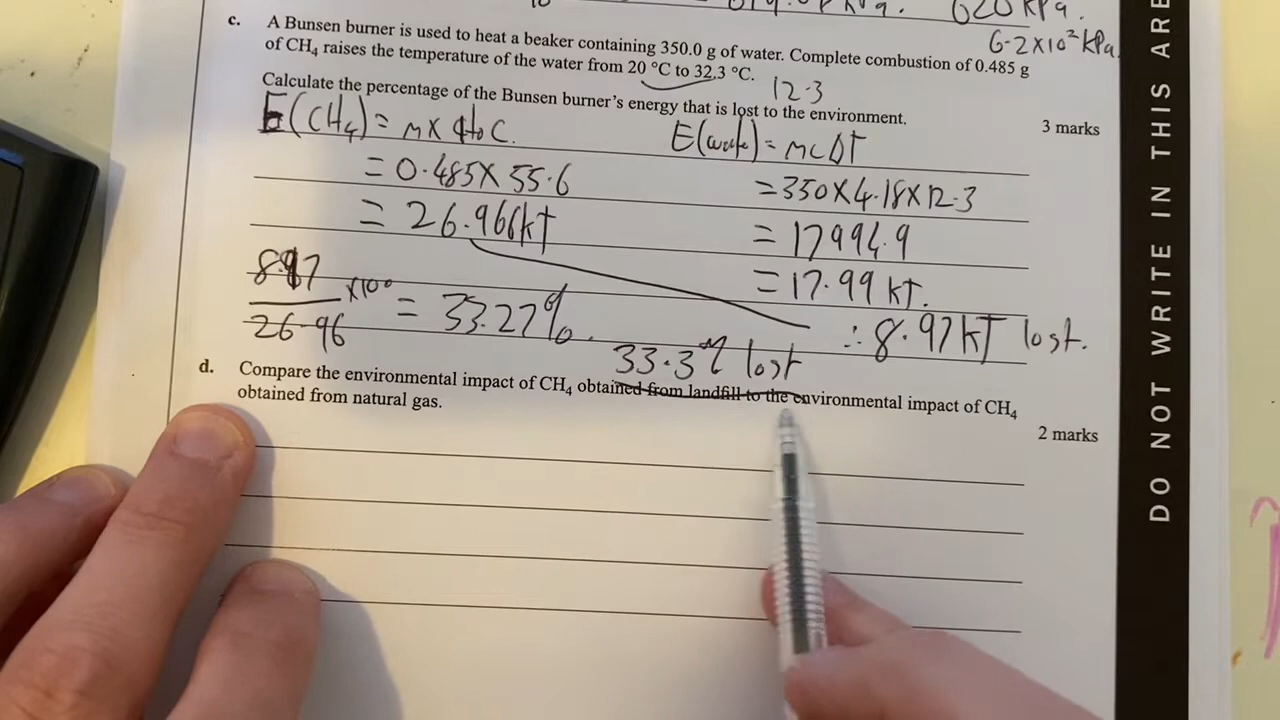 620 kPa.
6.2x10² kPa
c. A Bunsen burner is used to heat a beaker containing 350.0 g of water. Complete combustion of 0.485 g
of CH₄ raises the temperature of the water from 20 °C to 32.3 °C.
12.3
Calculate the percentage of the Bunsen burner's energy that is lost to the environment.
3 marks
E(CH₄) = m x HoC.
= 0.485 x 55.6
= 26.966 kJ
E(water) = mcΔT
= 350 x 4.18 x 12.3
= 17994.9
= 17.99 kJ.
∴ 8.97 kJ lost.
8.97
26.96
x100
= 33.27%.
33.3% lost
d. Compare the environmental impact of CH₄ obtained from landfill to the environmental impact of CH₄
obtained from natural gas.
2 marks
DO NOT WRITE IN THIS ARE